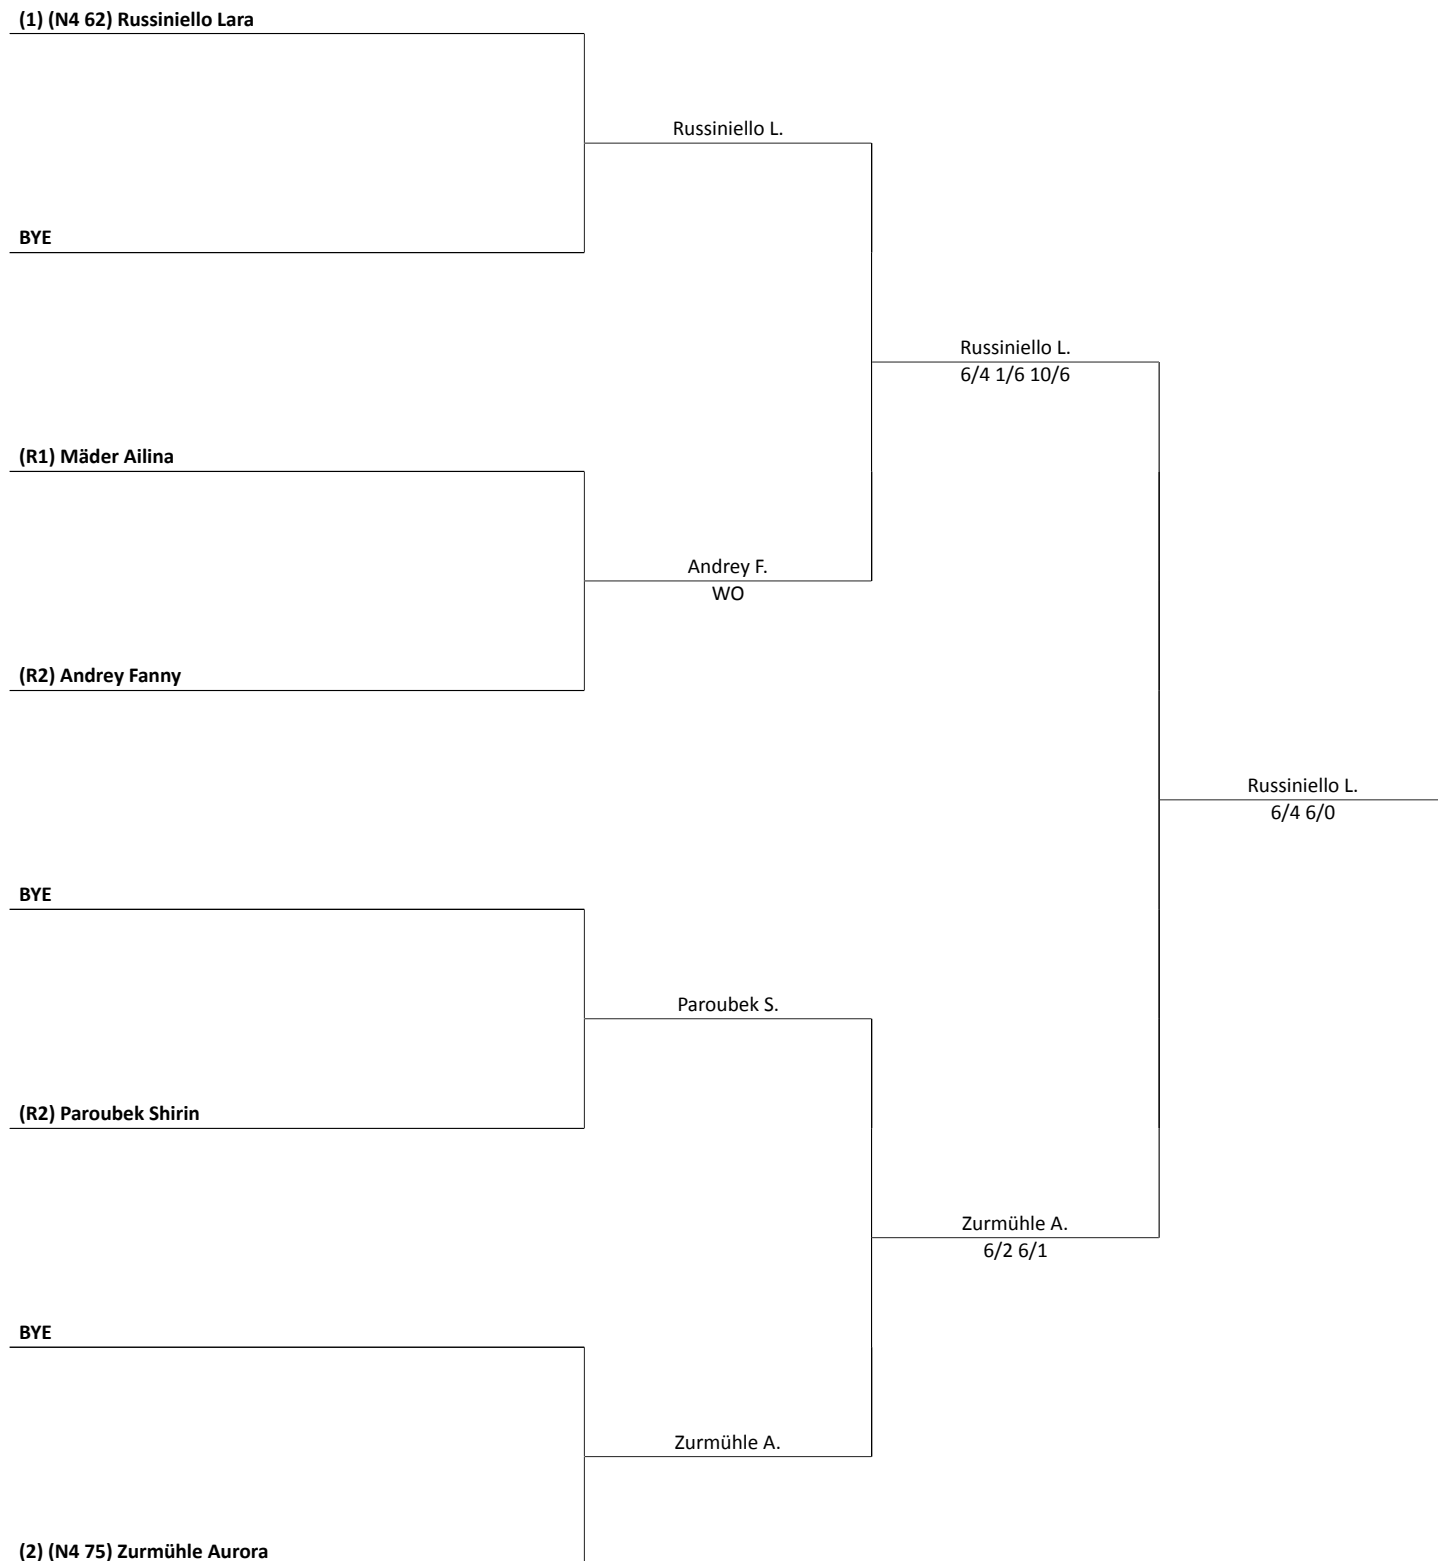 (1) (N4 62) Russiniello Lara
Russiniello L.
BYE
Russiniello L.
6/4 1/6 10/6
(R1) Mäder Ailina
Andrey F.
WO
(R2) Andrey Fanny
Russiniello L.
6/4 6/0
BYE
Paroubek S.
(R2) Paroubek Shirin
Zurmühle A.
6/2 6/1
BYE
Zurmühle A.
(2) (N4 75) Zurmühle Aurora